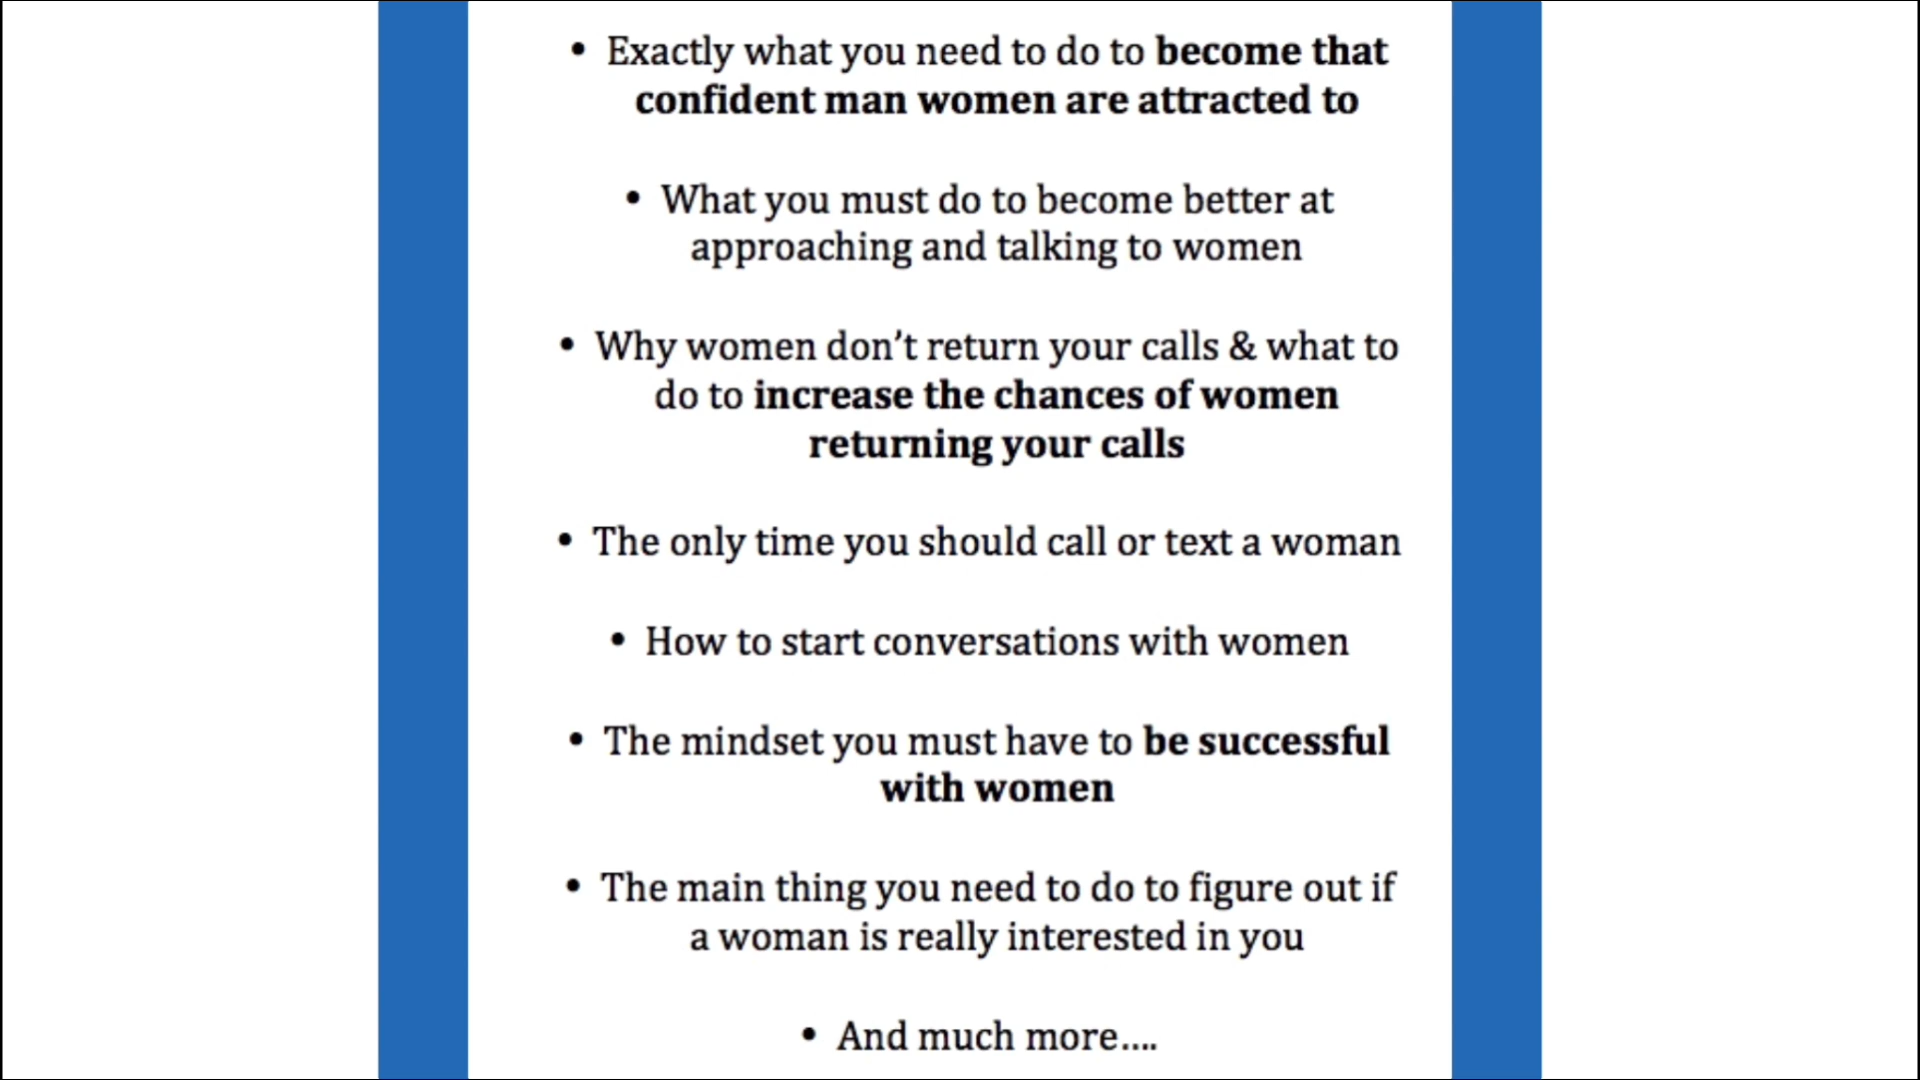 • Exactly what you need to do to become that
confident man women are attracted to
• What you must do to become better at
approaching and talking to women
• Why women don’t return your calls & what to
do to increase the chances of women
returning your calls
• The only time you should call or text a woman
• How to start conversations with women
• The mindset you must have to be successful
with women
• The main thing you need to do to figure out if
a woman is really interested in you
• And much more....